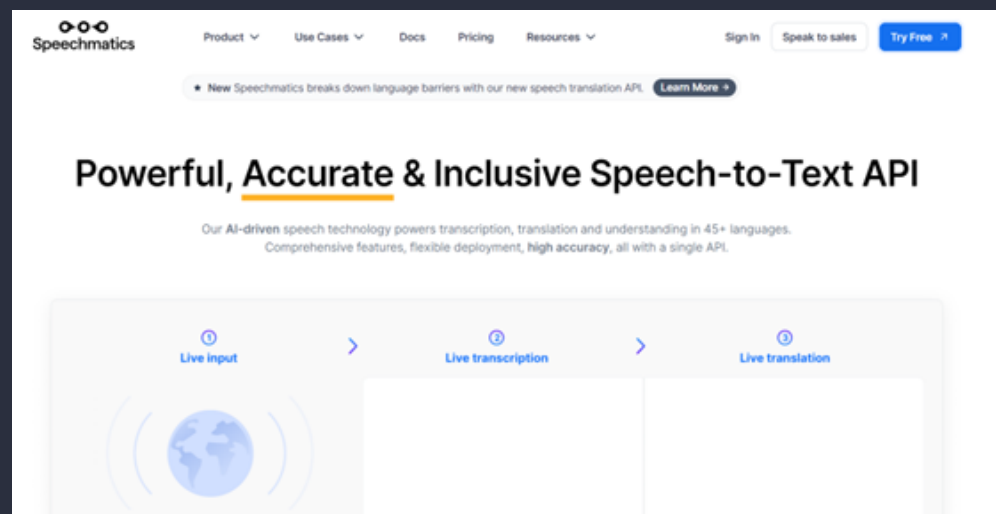 Speechmatics
Product Use Cases Docs Pricing Resources Sign In Speak to sales Try Free
★ New Speechmatics breaks down language barriers with our new speech translation API. Learn More →
Powerful, Accurate & Inclusive Speech-to-Text API
Our AI-driven speech technology powers transcription, translation and understanding in 45+ languages.
Comprehensive features, flexible deployment, high accuracy, all with a single API.
1 2 3
Live input Live transcription Live translation